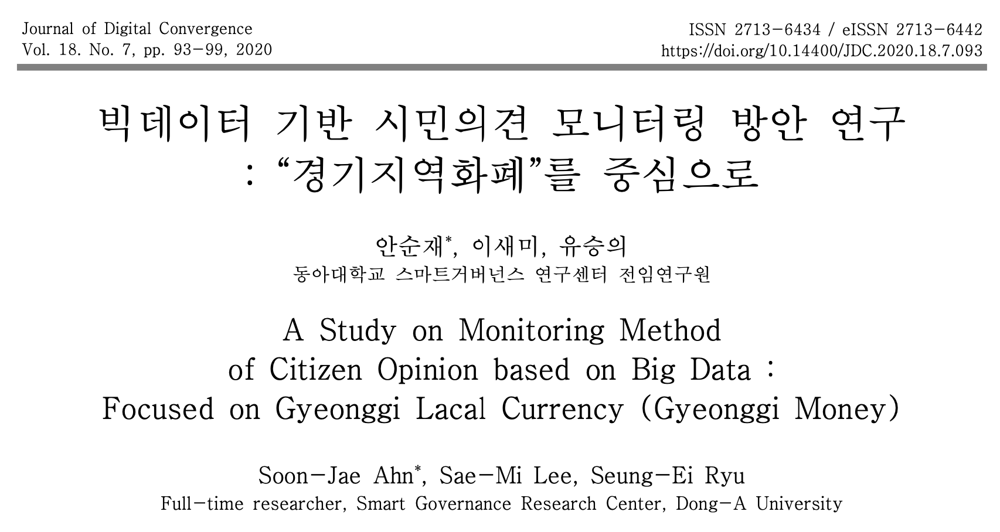 Journal of Digital Convergence
Vol. 18. No. 7, pp. 93-99, 2020
ISSN 2713-6434 / eISSN 2713-6442
https://doi.org/10.14400/JDC.2020.18.7.093
빅데이터 기반 시민의견 모니터링 방안 연구
: “경기지역화폐”를 중심으로
안순재*, 이새미, 유승의
동아대학교 스마트거버넌스 연구센터 전임연구원
A Study on Monitoring Method
of Citizen Opinion based on Big Data :
Focused on Gyeonggi Lacal Currency (Gyeonggi Money)
Soon-Jae Ahn*, Sae-Mi Lee, Seung-Ei Ryu
Full-time researcher, Smart Governance Research Center, Dong-A University